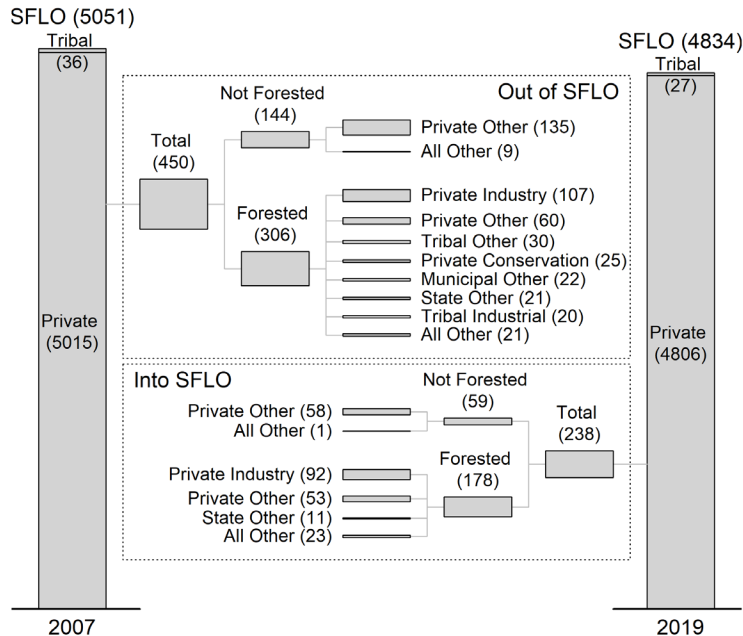 SFLO (5051)
Tribal
(36)
Private
(5015)
2007
Out of SFLO
Total
(450)
Not Forested
(144)
Private Other (135)
All Other (9)
Forested
(306)
Private Industry (107)
Private Other (60)
Tribal Other (30)
Private Conservation (25)
Municipal Other (22)
State Other (21)
Tribal Industrial (20)
All Other (21)
Into SFLO
Private Other (58)
All Other (1)
Not Forested
(59)
Private Industry (92)
Private Other (53)
State Other (11)
All Other (23)
Forested
(178)
Total
(238)
SFLO (4834)
Tribal
(27)
Private
(4806)
2019